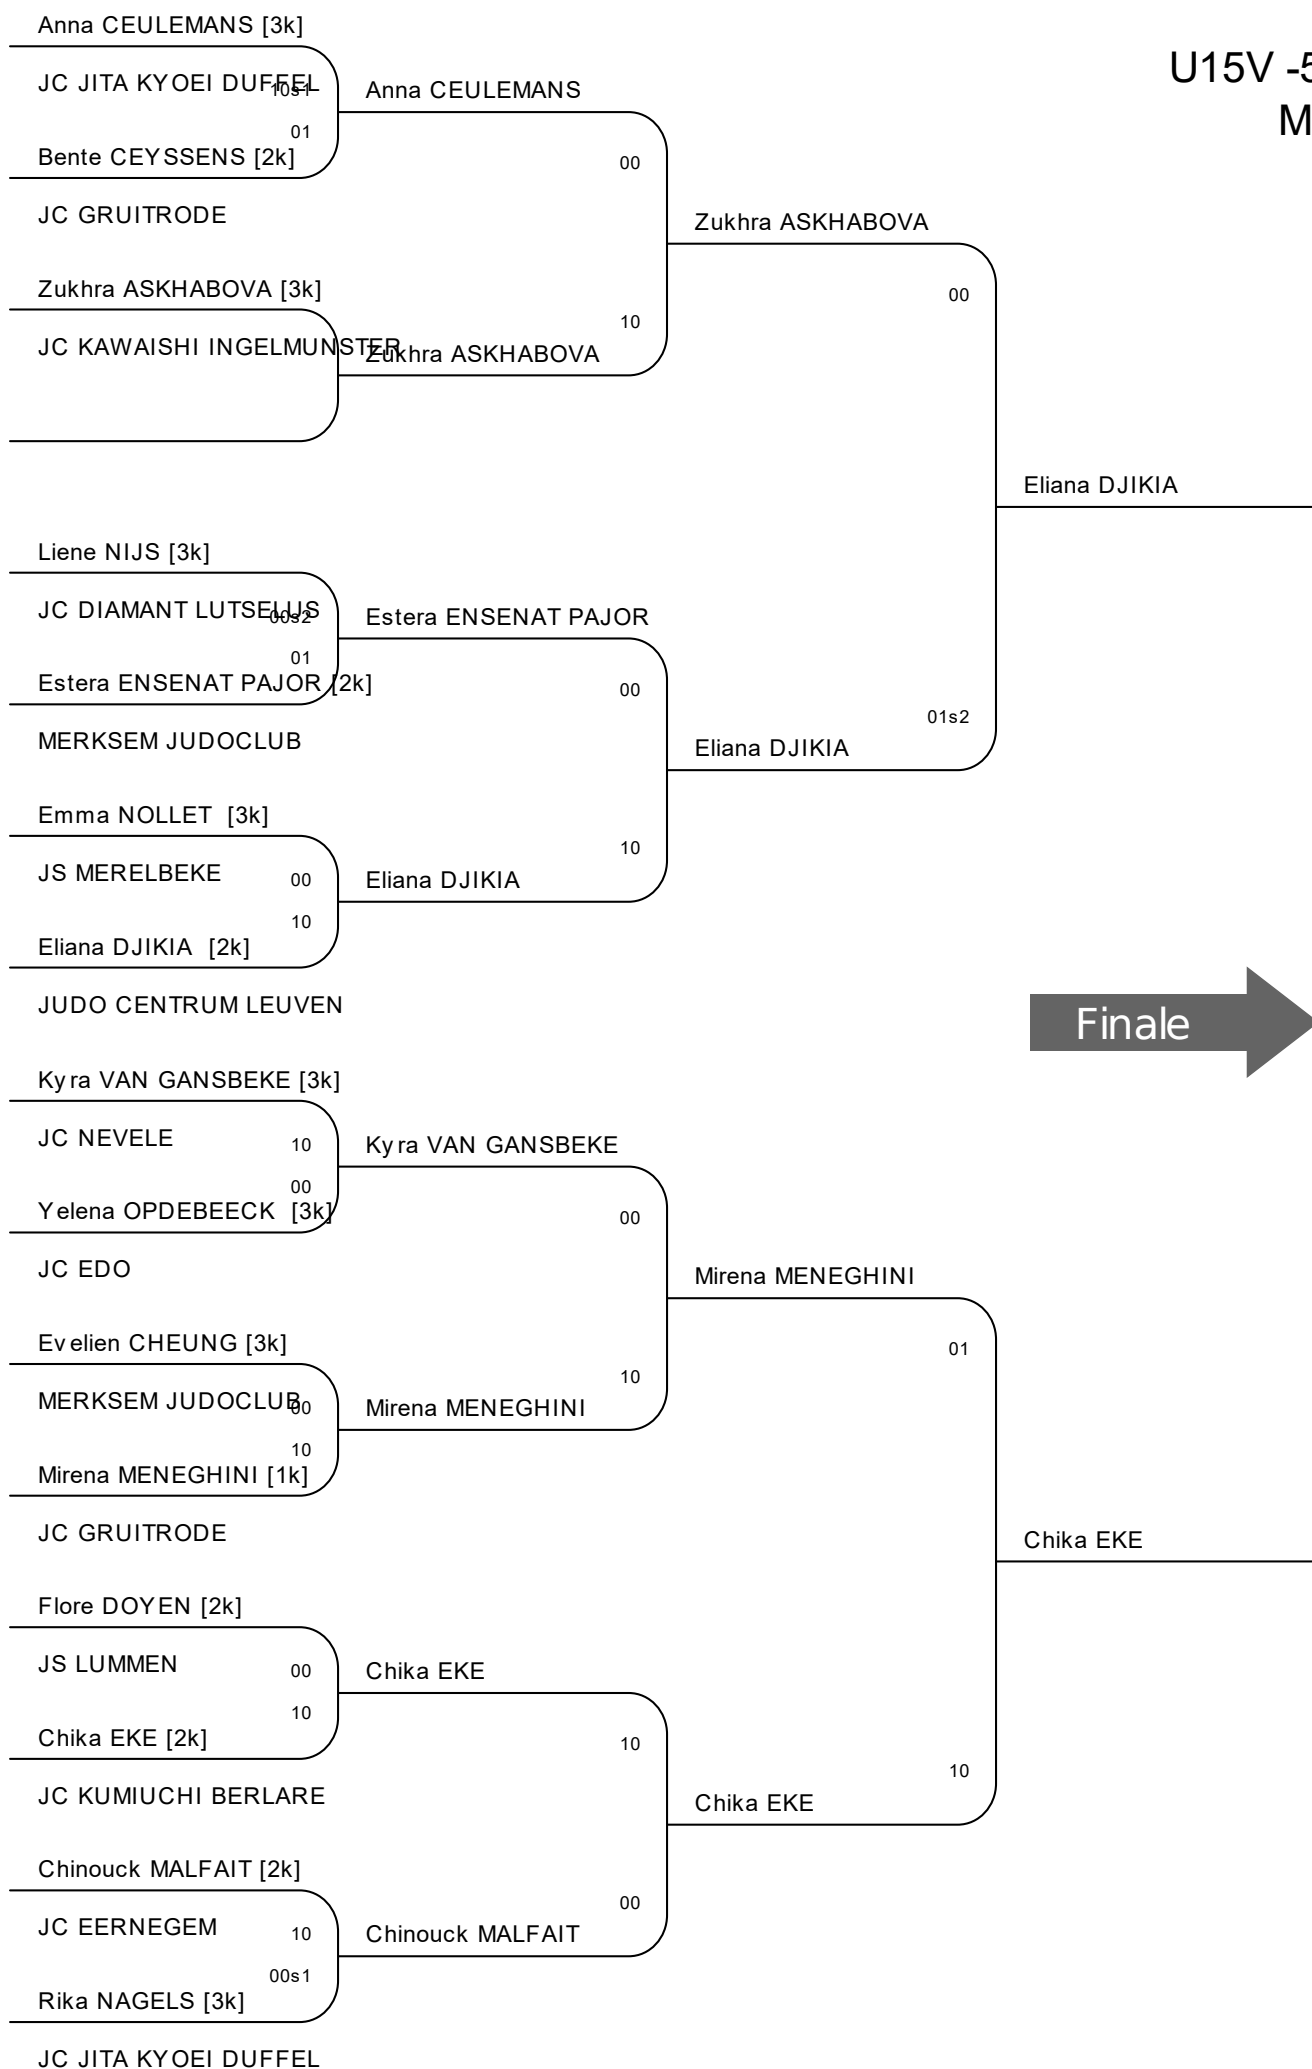 Anna CEULEMANS [3k]
U15V -5
JC JITA KYOEI DUFFEL
10s1
Anna CEULEMANS
M
01
Bente CEYSSENS [2k]
00
JC GRUITRODE
Zukhra ASKHABOVA
Zukhra ASKHABOVA [3k]
00
10
JC KAWAISHI INGELMUNSTER
Zukhra ASKHABOVA
Eliana DJIKIA
Liene NIJS [3k]
JC DIAMANT LUTSELUS
00s2
Estera ENSENAT PAJOR
01
Estera ENSENAT PAJOR [2k]
00
01s2
MERKSEM JUDOCLUB
Eliana DJIKIA
Emma NOLLET [3k]
10
JS MERELBEKE
00
Eliana DJIKIA
10
Eliana DJIKIA [2k]
JUDO CENTRUM LEUVEN
Finale
Kyra VAN GANSBEKE [3k]
JC NEVELE
10
Kyra VAN GANSBEKE
00
Yelena OPDEBEECK [3k]
00
JC EDO
Mirena MENEGHINI
Evelien CHEUNG [3k]
01
10
MERKSEM JUDOCLUB
00
Mirena MENEGHINI
10
Mirena MENEGHINI [1k]
JC GRUITRODE
Chika EKE
Flore DOYEN [2k]
JS LUMMEN
00
Chika EKE
10
Chika EKE [2k]
10
10
JC KUMIUCHI BERLARE
Chika EKE
Chinouck MALFAIT [2k]
00
JC EERNEGEM
10
Chinouck MALFAIT
00s1
Rika NAGELS [3k]
JC JITA KYOEI DUFFEL